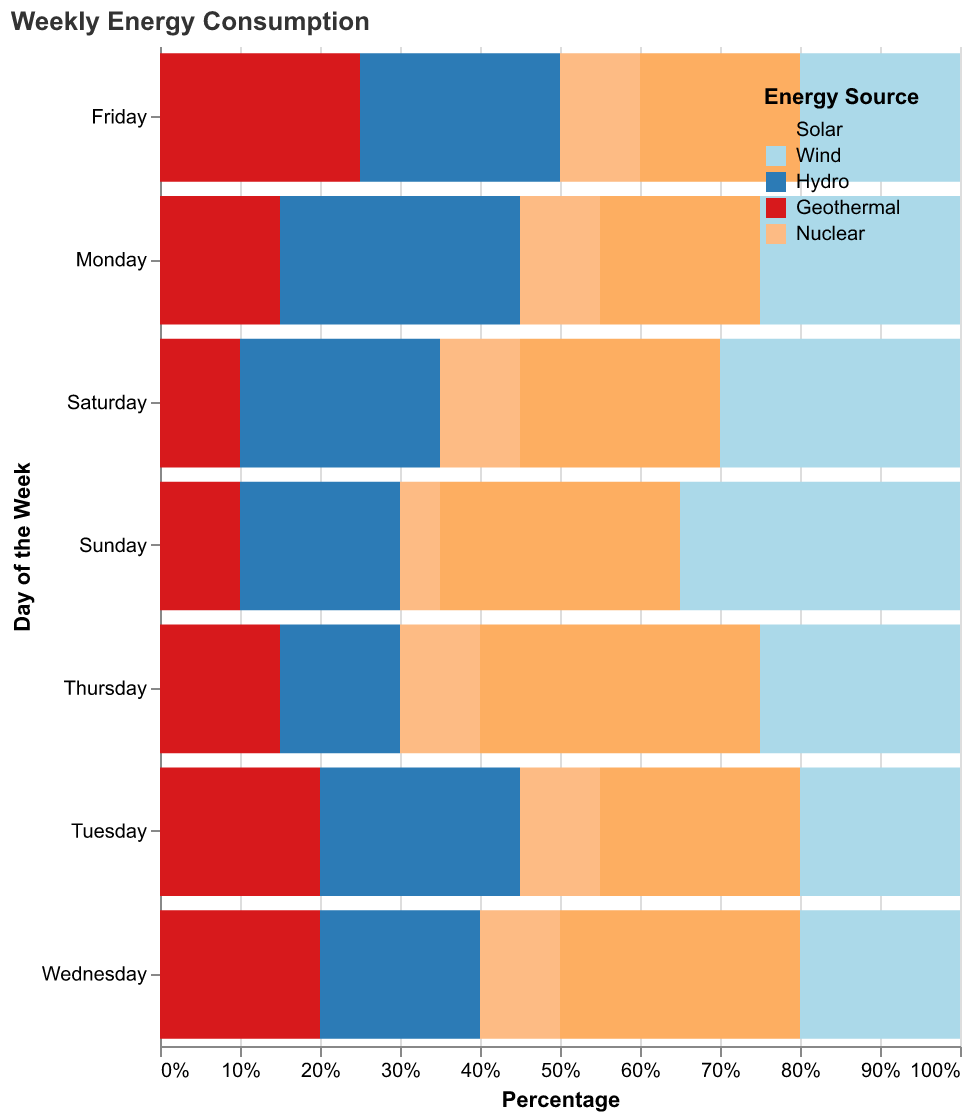 Weekly Energy Consumption
Energy Source
Solar
Wind
Hydro
Geothermal
Nuclear
Day of the Week
Friday
Monday
Saturday
Sunday
Thursday
Tuesday
Wednesday
0% 10% 20% 30% 40% 50% 60% 70% 80% 90% 100%
Percentage